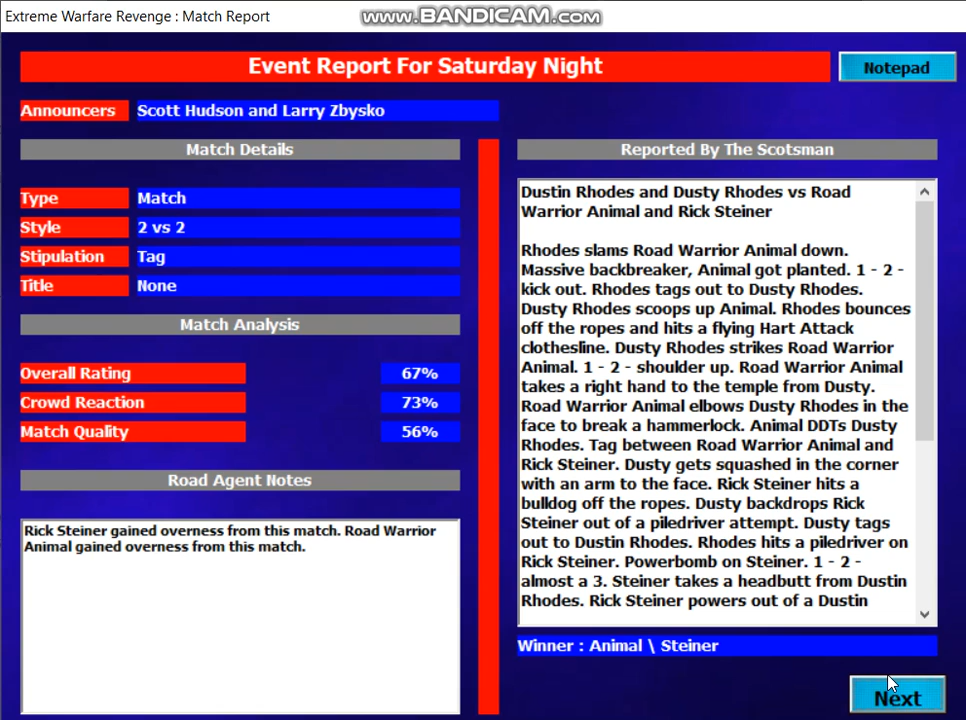 Extreme Warfare Revenge : Match Report
www.BANDICAM.com
Event Report For Saturday Night
Notepad
Announcers
Scott Hudson and Larry Zbysko
Match Details
Type
Match
Style
2 vs 2
Stipulation
Tag
Title
None
Match Analysis
Overall Rating
67%
Crowd Reaction
73%
Match Quality
56%
Road Agent Notes
Rick Steiner gained overness from this match. Road Warrior
Animal gained overness from this match.
Reported By The Scotsman
Dustin Rhodes and Dusty Rhodes vs Road
Warrior Animal and Rick Steiner
Rhodes slams Road Warrior Animal down.
Massive backbreaker, Animal got planted. 1 - 2 -
kick out. Rhodes tags out to Dusty Rhodes.
Dusty Rhodes scoops up Animal. Rhodes bounces
off the ropes and hits a flying Hart Attack
clothesline. Dusty Rhodes strikes Road Warrior
Animal. 1 - 2 - shoulder up. Road Warrior Animal
takes a right hand to the temple from Dusty.
Road Warrior Animal elbows Dusty Rhodes in the
face to break a hammerlock. Animal DDTs Dusty
Rhodes. Tag between Road Warrior Animal and
Rick Steiner. Dusty gets squashed in the corner
with an arm to the face. Rick Steiner hits a
bulldog off the ropes. Dusty backdrops Rick
Steiner out of a piledriver attempt. Dusty tags
out to Dustin Rhodes. Rhodes hits a piledriver on
Rick Steiner. Powerbomb on Steiner. 1 - 2 -
almost a 3. Steiner takes a headbutt from Dustin
Rhodes. Rick Steiner powers out of a Dustin
Winner : Animal \ Steiner
Next